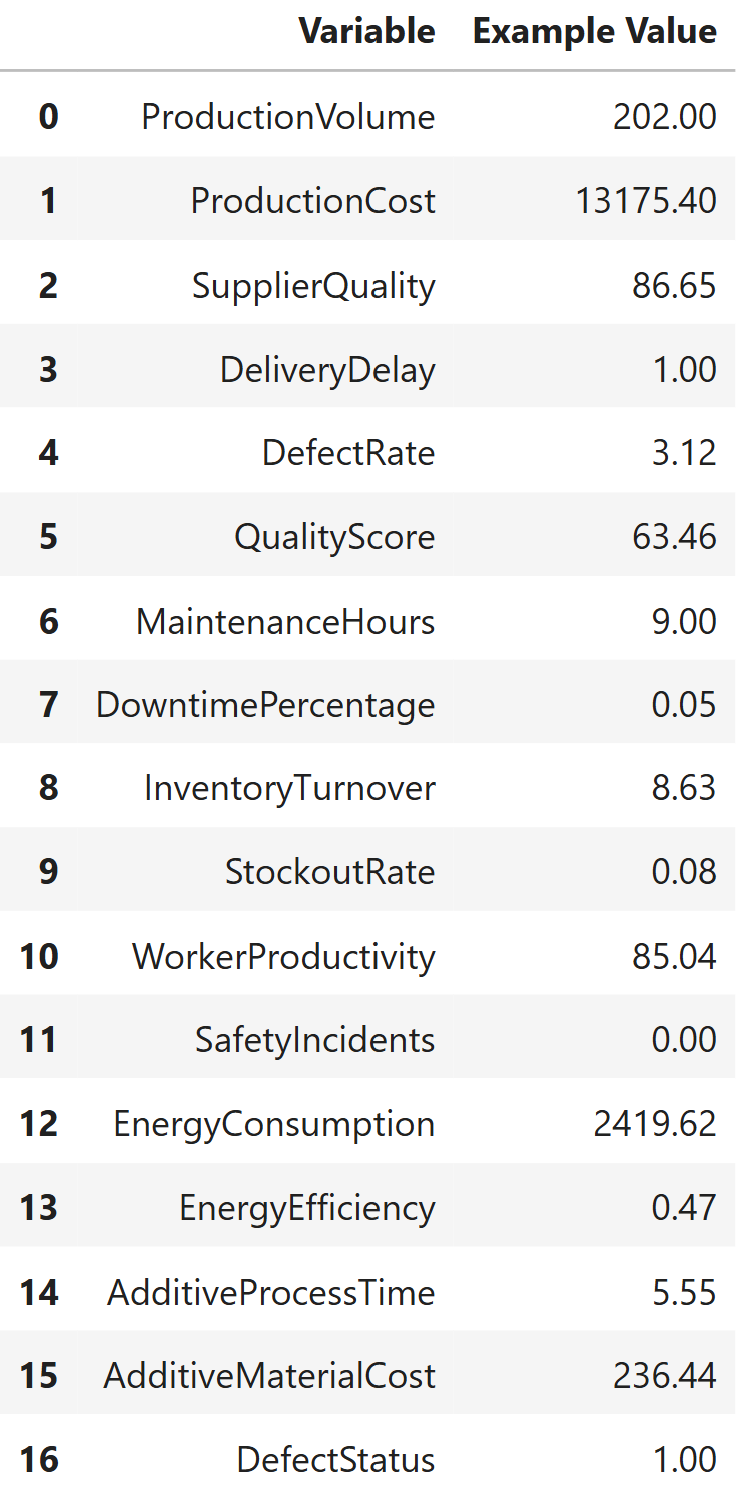 Variable Example Value
0 ProductionVolume 202.00
1 ProductionCost 13175.40
2 SupplierQuality 86.65
3 DeliveryDelay 1.00
4 DefectRate 3.12
5 QualityScore 63.46
6 MaintenanceHours 9.00
7 DowntimePercentage 0.05
8 InventoryTurnover 8.63
9 StockoutRate 0.08
10 WorkerProductivity 85.04
11 SafetyIncidents 0.00
12 EnergyConsumption 2419.62
13 EnergyEfficiency 0.47
14 AdditiveProcessTime 5.55
15 AdditiveMaterialCost 236.44
16 DefectStatus 1.00